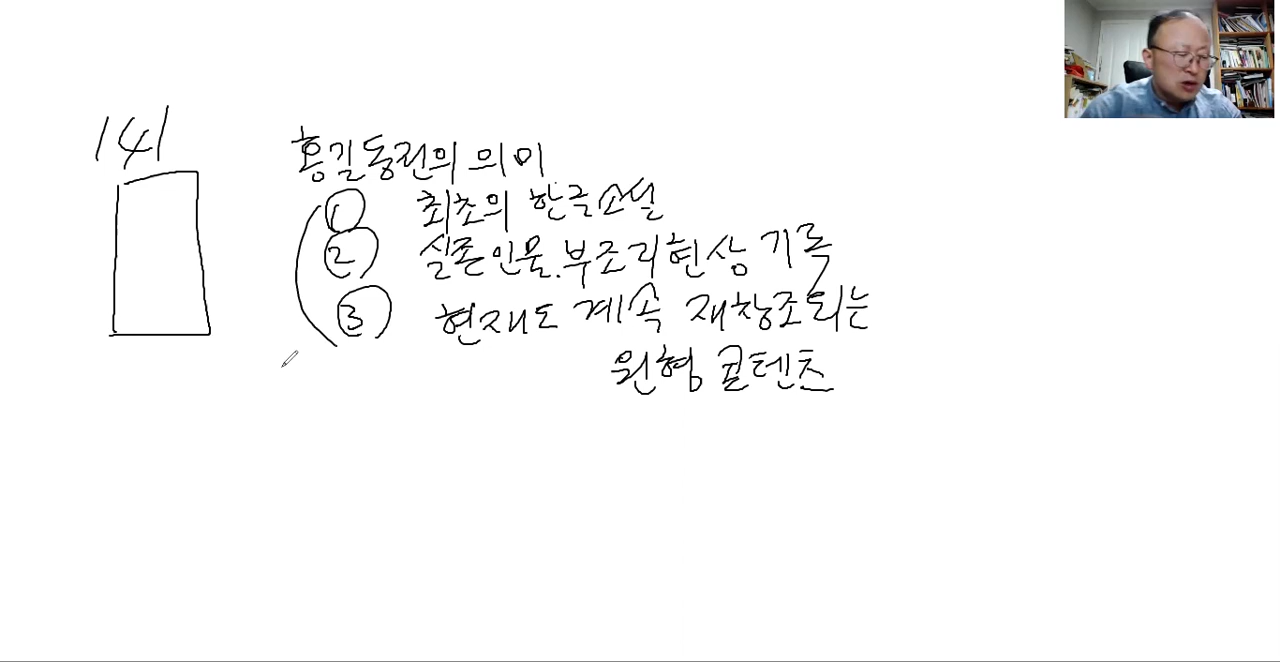 141
홍길동전의 의미
① 최초의 한글소설
② 실존인물.부조리현상 기록
③ 현재도 계속 재창조되는
원형 콘텐츠